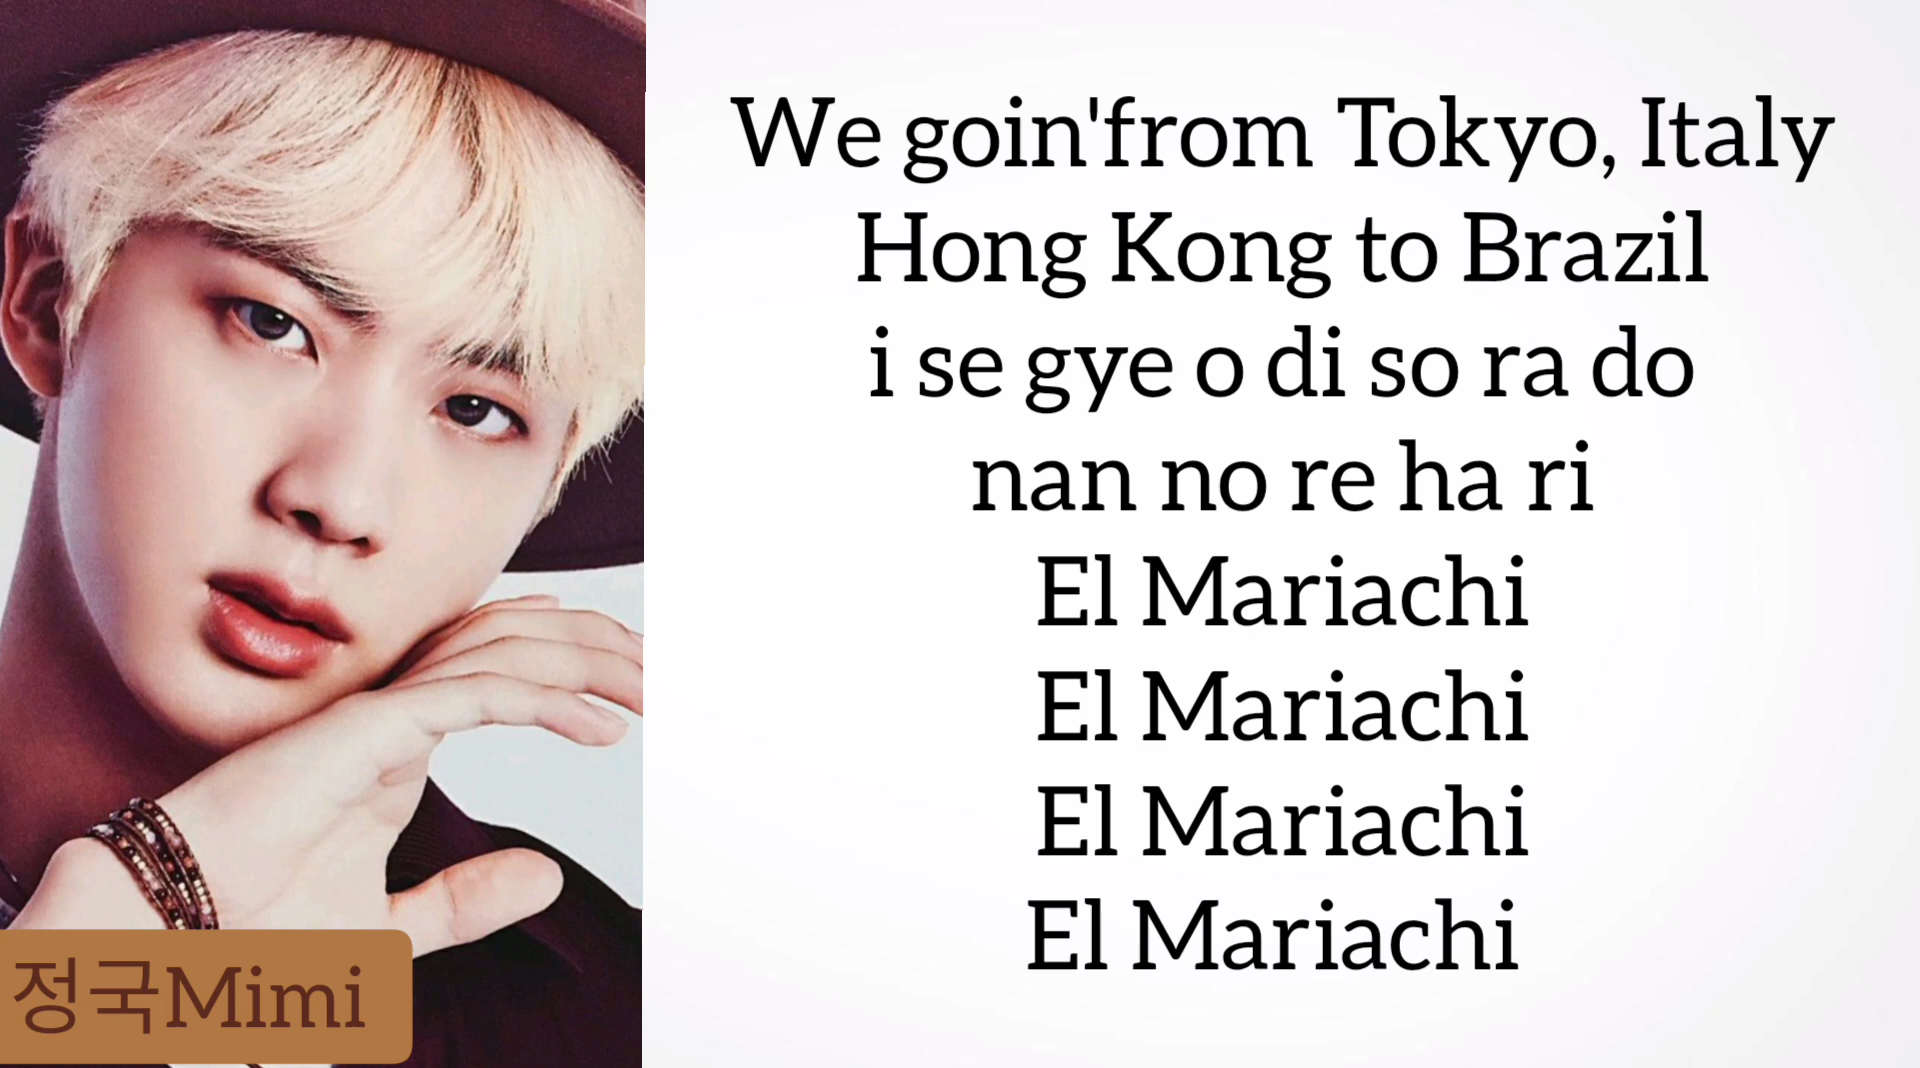 We goin'from Tokyo, Italy
Hong Kong to Brazil
i se gye o di so ra do
nan no re ha ri
El Mariachi
El Mariachi
El Mariachi
El Mariachi
정국Mimi